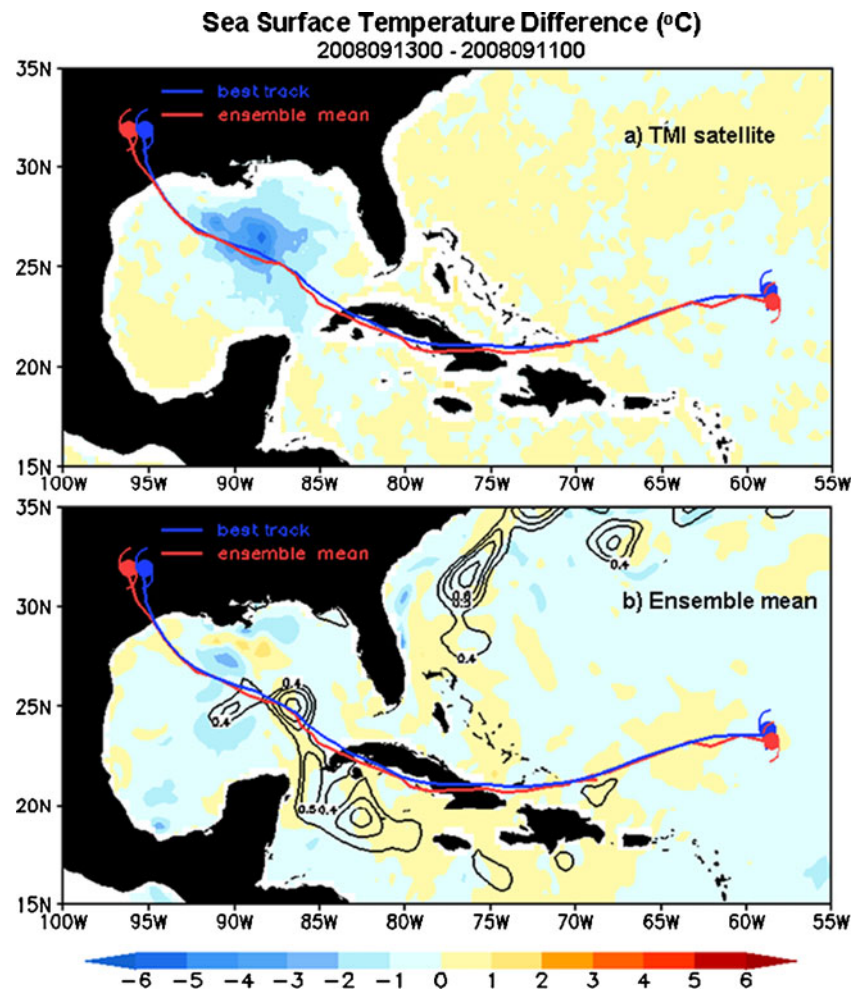 Sea Surface Temperature Difference (ºC)
2008091300 - 2008091100
35N
best track
ensemble mean
a) TMI satellite
30N
25N
20N
15N
100W 95W 90W 85W 80W 75W 70W 65W 60W 55W
35N
best track
ensemble mean
0.4
b) Ensemble mean
30N
0.4
0.4
25N
0.4
20N
0.4
15N
100W 95W 90W 85W 80W 75W 70W 65W 60W 55W
-6 -5 -4 -3 -2 -1 0 1 2 3 4 5 6